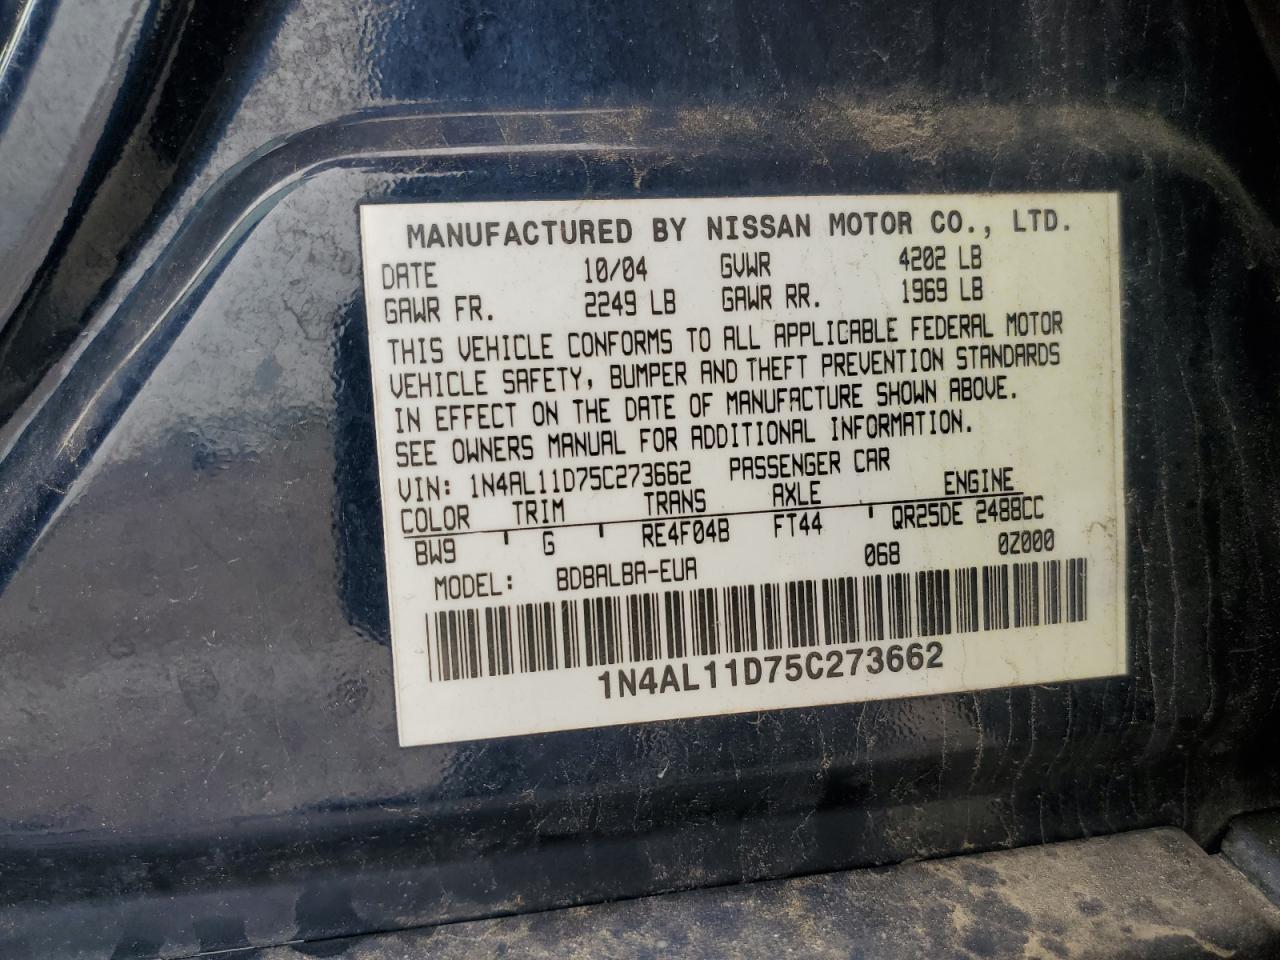 MANUFACTURED BY NISSAN MOTOR CO., LTD.
DATE 10/04 GVWR 4202 LB
GAWR FR. 2249 LB GAWR RR. 1969 LB
THIS VEHICLE CONFORMS TO ALL APPLICABLE FEDERAL MOTOR
VEHICLE SAFETY, BUMPER AND THEFT PREVENTION STANDARDS
IN EFFECT ON THE DATE OF MANUFACTURE SHOWN ABOVE.
SEE OWNERS MANUAL FOR ADDITIONAL INFORMATION.
VIN: 1N4AL11D75C273662 PASSENGER CAR
COLOR TRIM TRANS AXLE ENGINE
BW9 G RE4F04B FT44 QR25DE 2488CC
MODEL: BDBALBA-EUA 068 0Z000
1N4AL11D75C273662